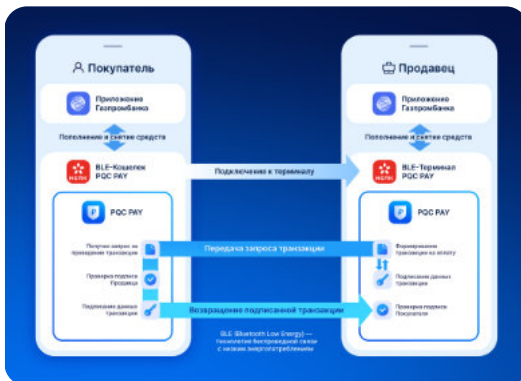 Покупатель
Приложение
Газпромбанка
Пополнение и снятие средств
BLE-Кошелек
PQC PAY
PQC PAY
Получен запрос на
проведение транзакции
Проверка подписи
Продавца
Подписание данных
транзакции
Подключение к терминалу
Передача запроса транзакции
Возвращение подписанной транзакции
BLE (Bluetooth Low Energy) —
технология беспроводной связи
с низким энергопотреблением
Продавец
Приложение
Газпромбанка
Пополнение и снятие средств
BLE-Терминал
PQC PAY
PQC PAY
Формирование
транзакции на оплату
Подписание данных
транзакции
Проверка подписи
Покупателя